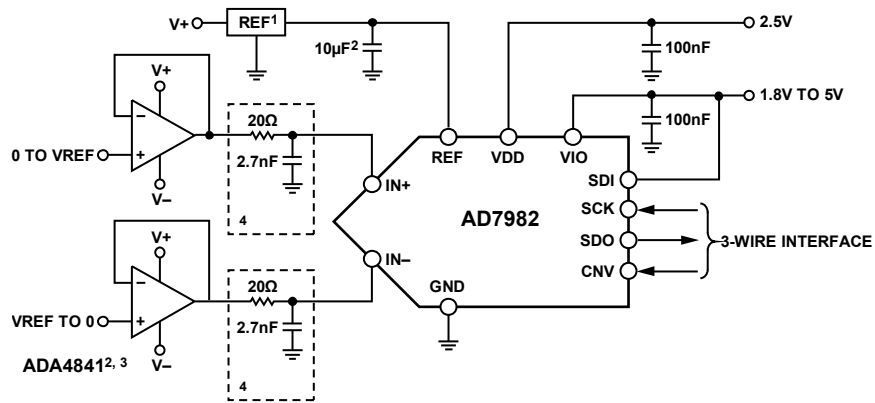 V+ REF1 10µF2 2.5V
100nF
1.8V TO 5V
100nF
V+
−
+
0 TO VREF
V−
20Ω
2.7nF
4
REF VDD VIO
IN+
SDI
AD7982
SCK
SDO
CNV
3-WIRE INTERFACE
IN−
GND
V+
−
+
VREF TO 0
V−
ADA48412, 3
20Ω
2.7nF
4